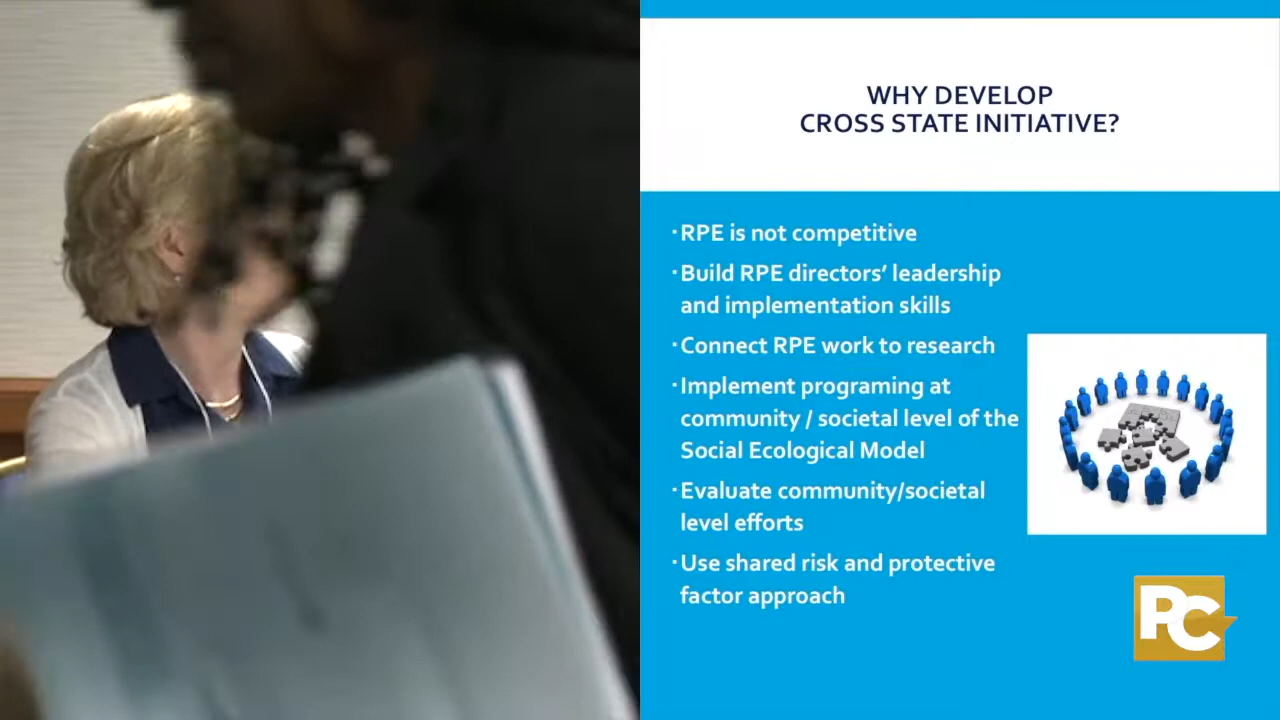 WHY DEVELOP
CROSS STATE INITIATIVE?
· RPE is not competitive
· Build RPE directors’ leadership
and implementation skills
· Connect RPE work to research
· Implement programing at
community / societal level of the
Social Ecological Model
· Evaluate community/societal
level efforts
· Use shared risk and protective
factor approach
PC